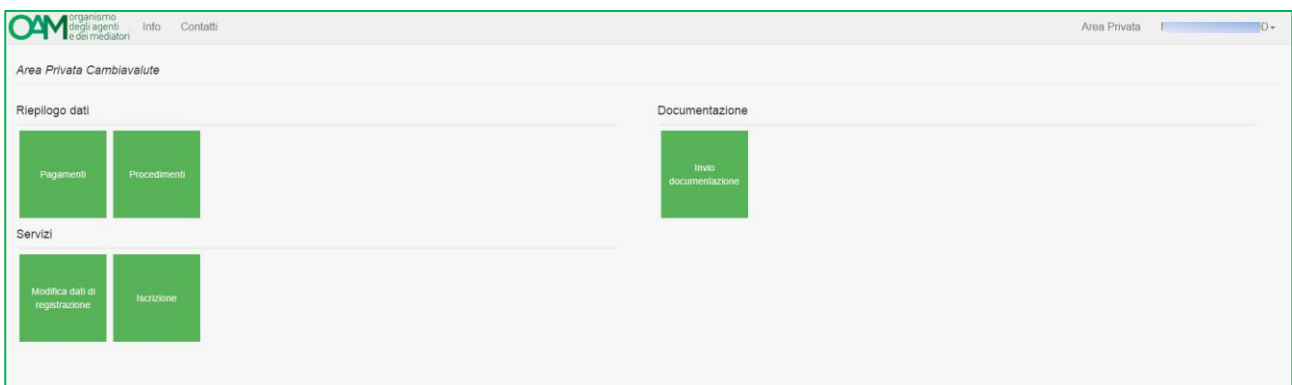 OAM organismo
degli agenti
e dei mediatori
Info Contatti
Area Privata
Area Privata Cambiavalute
Riepilogo dati
Pagamenti
Procedimenti
Servizi
Modifica dati di
registrazione
Iscrizione
Documentazione
Invio
documentazione